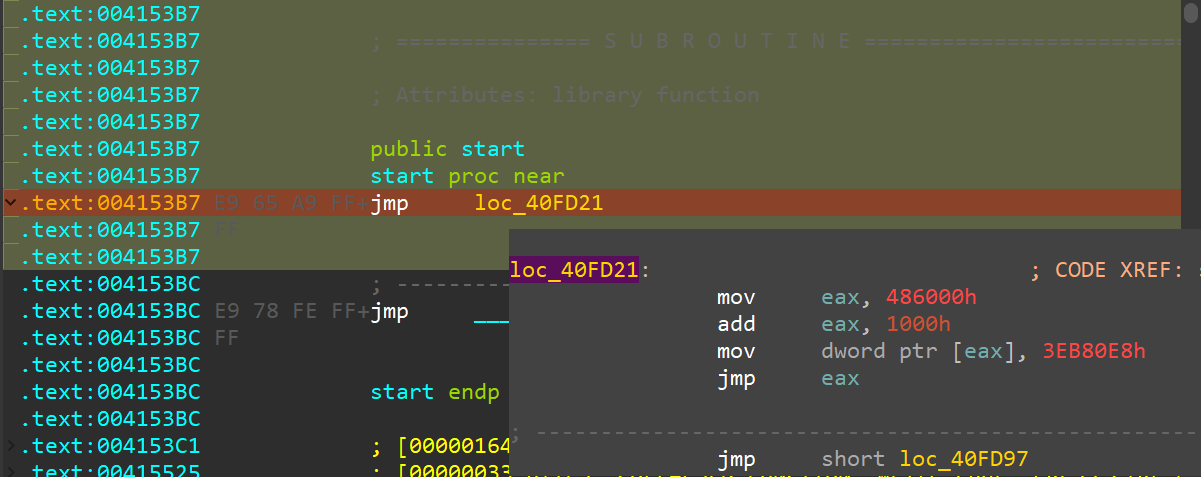 .text:004153B7
.text:004153B7 ; =============== S U B R O U T I N E =========================
.text:004153B7
.text:004153B7 ; Attributes: library function
.text:004153B7
.text:004153B7 public start
.text:004153B7 start proc near
.text:004153B7 E9 65 A9 FF+jmp loc_40FD21
.text:004153B7 FF
.text:004153B7
.text:004153BC ; ---------
.text:004153BC E9 78 FE FF+jmp ___
.text:004153BC FF
.text:004153BC
.text:004153BC start endp
.text:004153BC
.text:004153C1 ; [00000164
.text:00415525 ; [00000033
loc_40FD21: ; CODE XREF:
mov eax, 486000h
add eax, 1000h
mov dword ptr [eax], 3EB80E8h
jmp eax
; ---------------------------------------------------
jmp short loc_40FD97